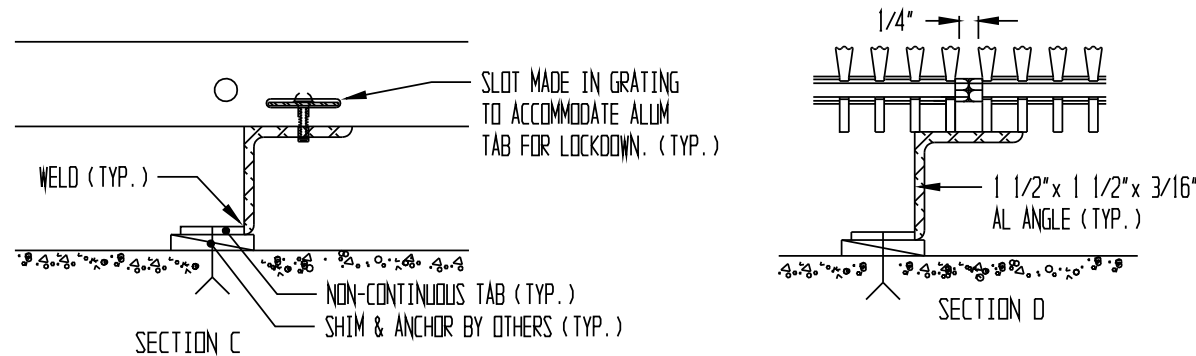 SLOT MADE IN GRATING
TO ACCOMMODATE ALUM
TAB FOR LOCKDOWN. (TYP.)
WELD (TYP.)
NON-CONTINUOUS TAB (TYP.)
SHIM & ANCHOR BY OTHERS (TYP.)
SECTION C
1/4"
1 1/2" x 1 1/2" x 3/16"
AL ANGLE (TYP.)
SECTION D